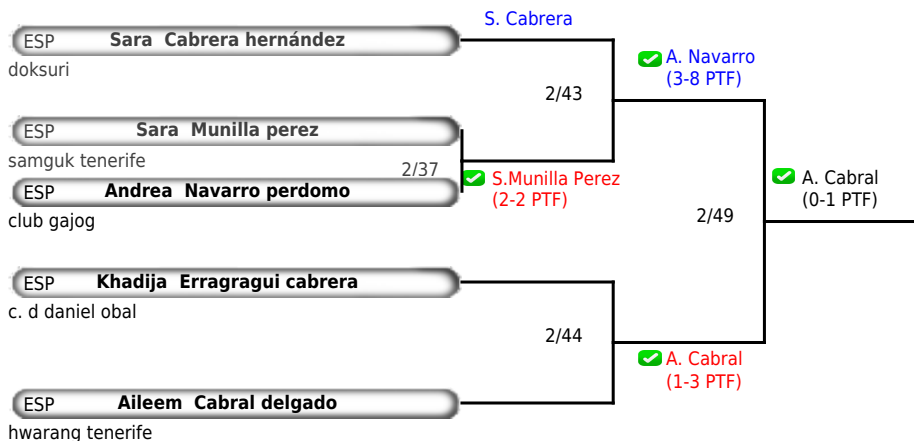 S. Cabrera
ESP Sara Cabrera hernández
doksuri
A. Navarro
(3-8 PTF)
2/43
ESP Sara Munilla perez
samguk tenerife
2/37
S.Munilla Perez
(2-2 PTF)
ESP Andrea Navarro perdomo
club gajog
A. Cabral
(0-1 PTF)
2/49
ESP Khadija Erragragui cabrera
c. d daniel obal
2/44
A. Cabral
(1-3 PTF)
ESP Aileem Cabral delgado
hwarang tenerife